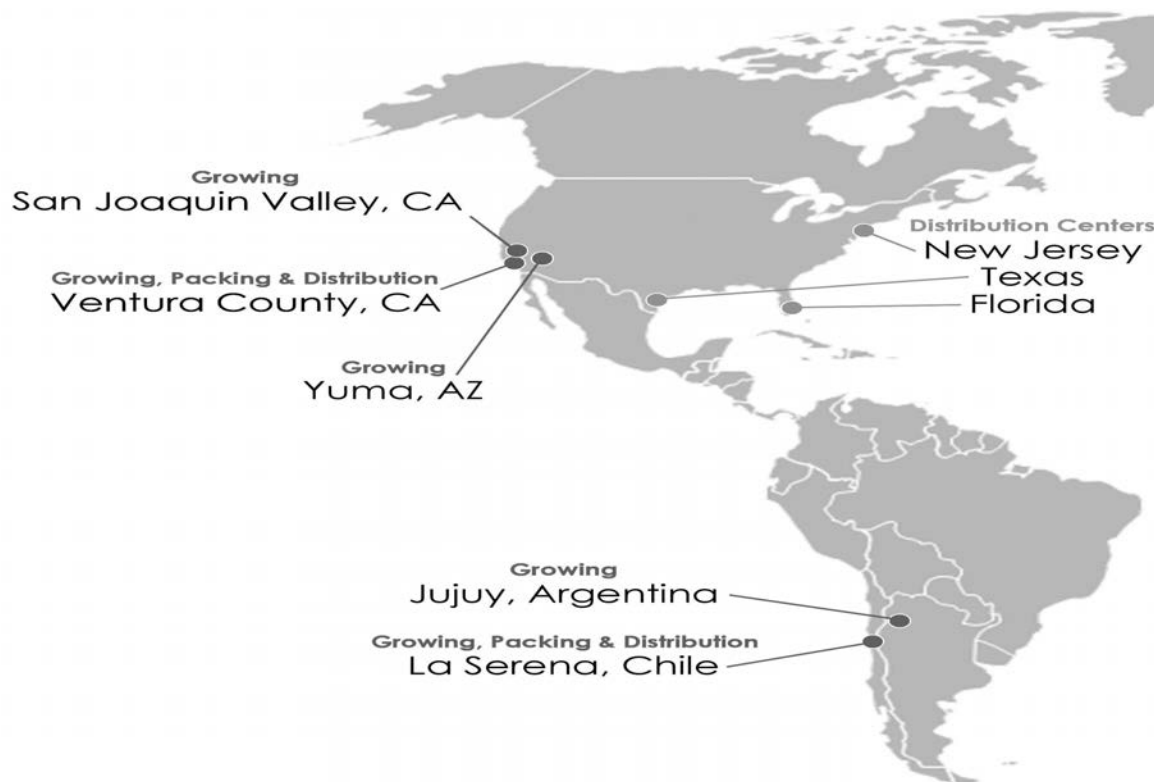 Growing
San Joaquin Valley, CA
Growing, Packing & Distribution
Ventura County, CA
Growing
Yuma, AZ
Distribution Centers
New Jersey
Texas
Florida
Growing
Jujuy, Argentina
Growing, Packing & Distribution
La Serena, Chile